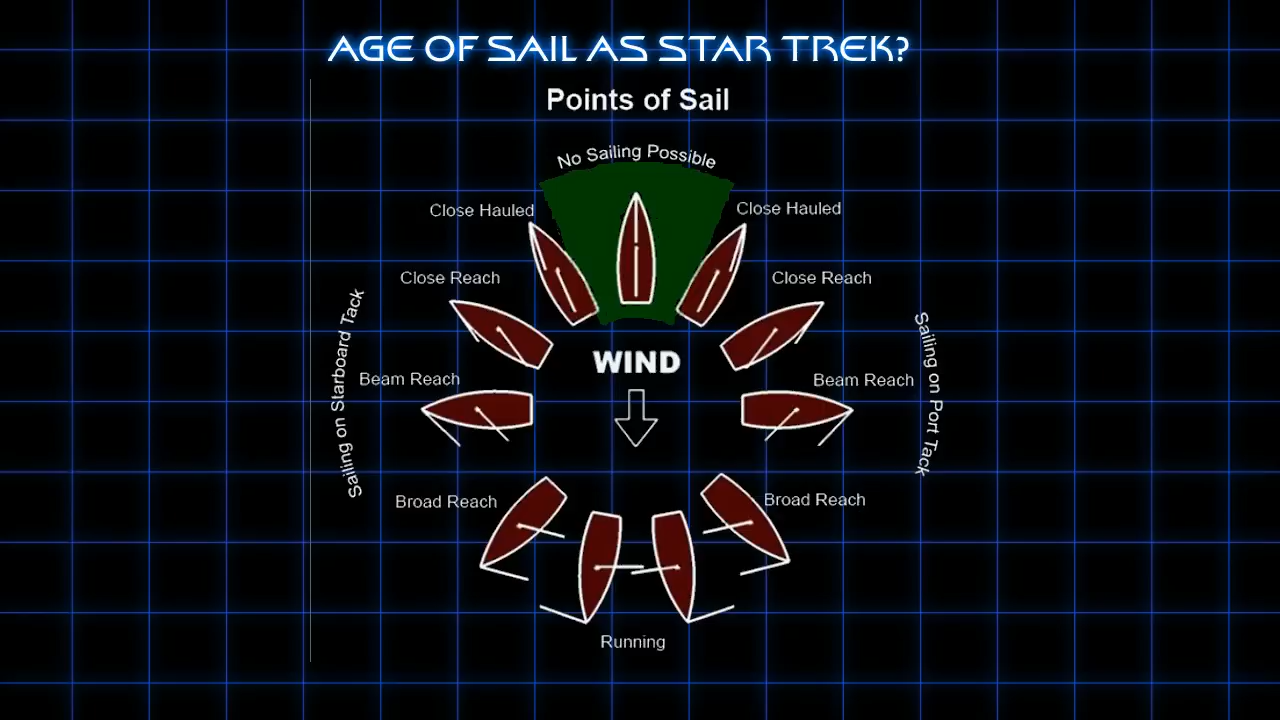 AGE OF SAIL AS STAR TREK?
Points of Sail
No Sailing Possible
Close Hauled
Close Hauled
Close Reach
Close Reach
Sailing on Starboard Tack
Sailing on Port Tack
WIND
Beam Reach
Beam Reach
Broad Reach
Broad Reach
Running